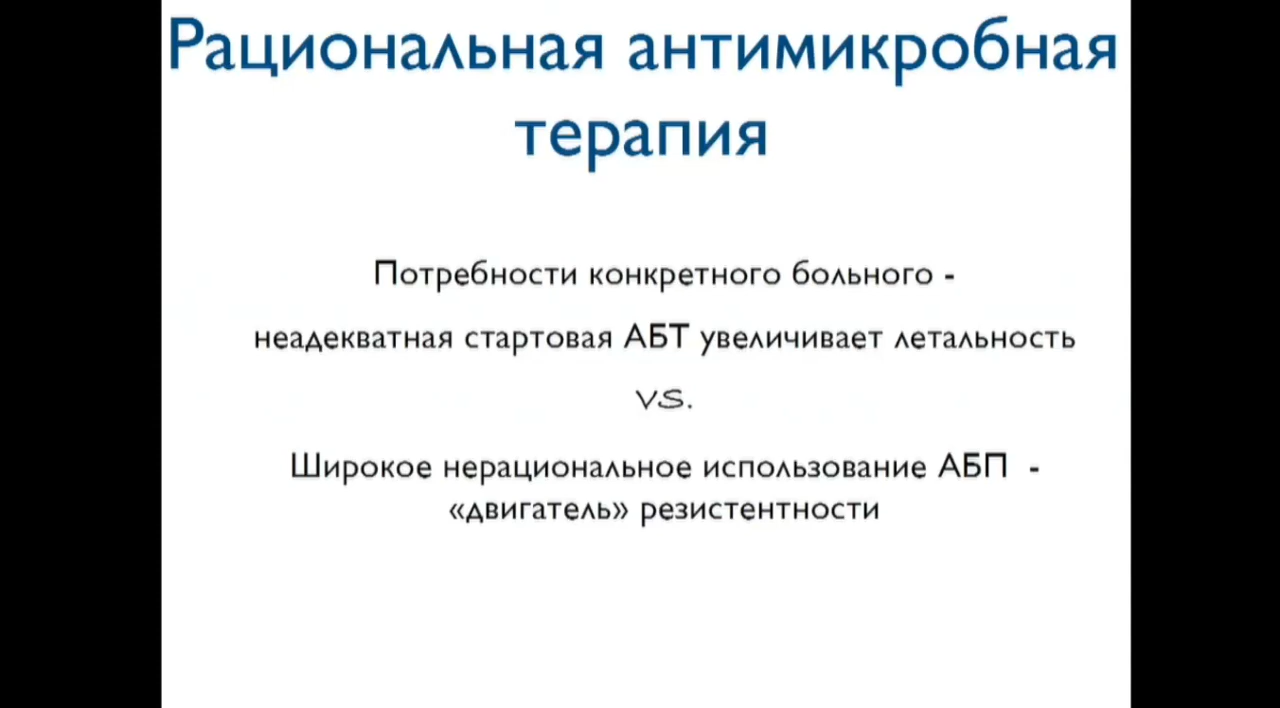 Рациональная антимикробная
терапия
Потребности конкретного больного -
неадекватная стартовая АБТ увеличивает летальность
vs.
Широкое нерациональное использование АБП -
«двигатель» резистентности